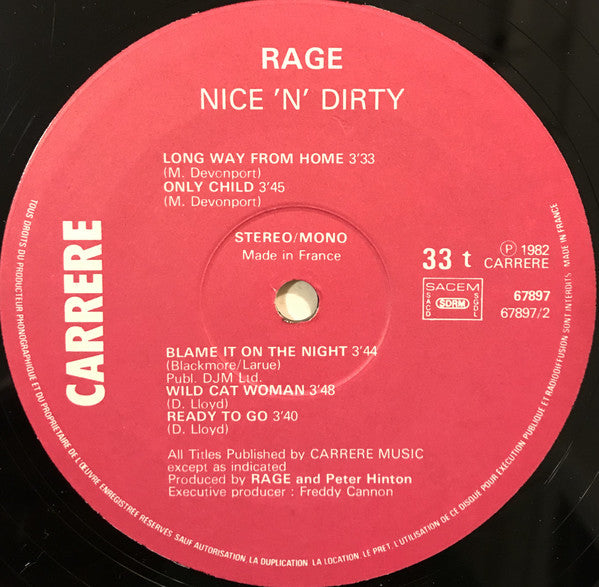 RAGE
NICE 'N' DIRTY
LONG WAY FROM HOME 3'33
(M. Devonport)
ONLY CHILD 3'45
(M. Devonport)
STEREO/MONO
Made in France
33 t
Ⓟ 1982
CARRERE
SACEM
SACD
SDRM
SGDL
67897
67897/2
CARRERE
BLAME IT ON THE NIGHT 3'44
(Blackmore/Larue)
Publ. DJM Ltd.
WILD CAT WOMAN 3'48
(D. Lloyd)
READY TO GO 3'40
(D. Lloyd)
All Titles Published by CARRERE MUSIC
except as indicated
Produced by RAGE and Peter Hinton
Executive producer : Freddy Cannon
TOUS DROITS DU PRODUCTEUR PHONOGRAPHIQUE ET DU PROPRIETAIRE DE L'ŒUVRE ENREGISTREE RESERVES. SAUF AUTORISATION, LA DUPLICATION, LA LOCATION, LE PRET, L'UTILISATION DE CE DISQUE POUR EXECUTION PUBLIQUE ET RADIODIFFUSION SONT INTERDITS. MADE IN FRANCE